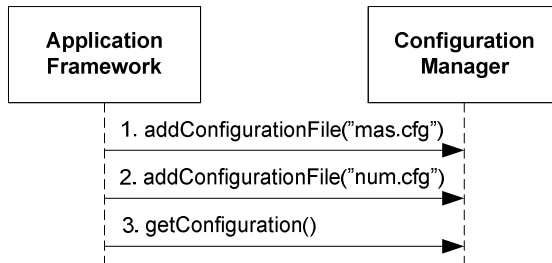 Application
Framework
Configuration
Manager
1. addConfigurationFile(”mas.cfg”)
2. addConfigurationFile(”num.cfg”)
3. getConfiguration()